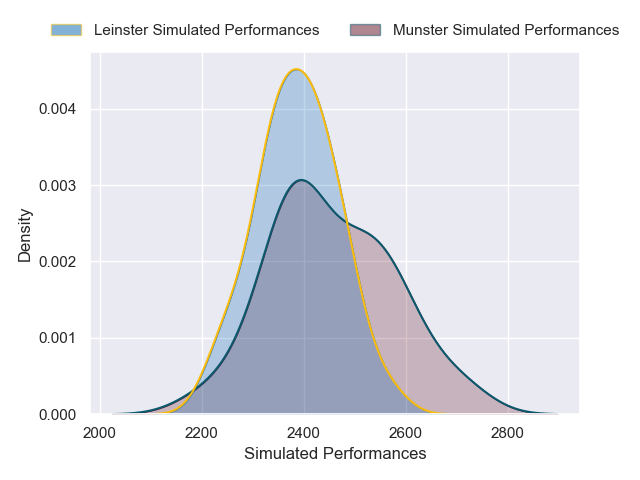 Leinster Simulated Performances Munster Simulated Performances
0.004
0.003
Density
0.002
0.001
0.000
2000 2200 2400 2600 2800
Simulated Performances